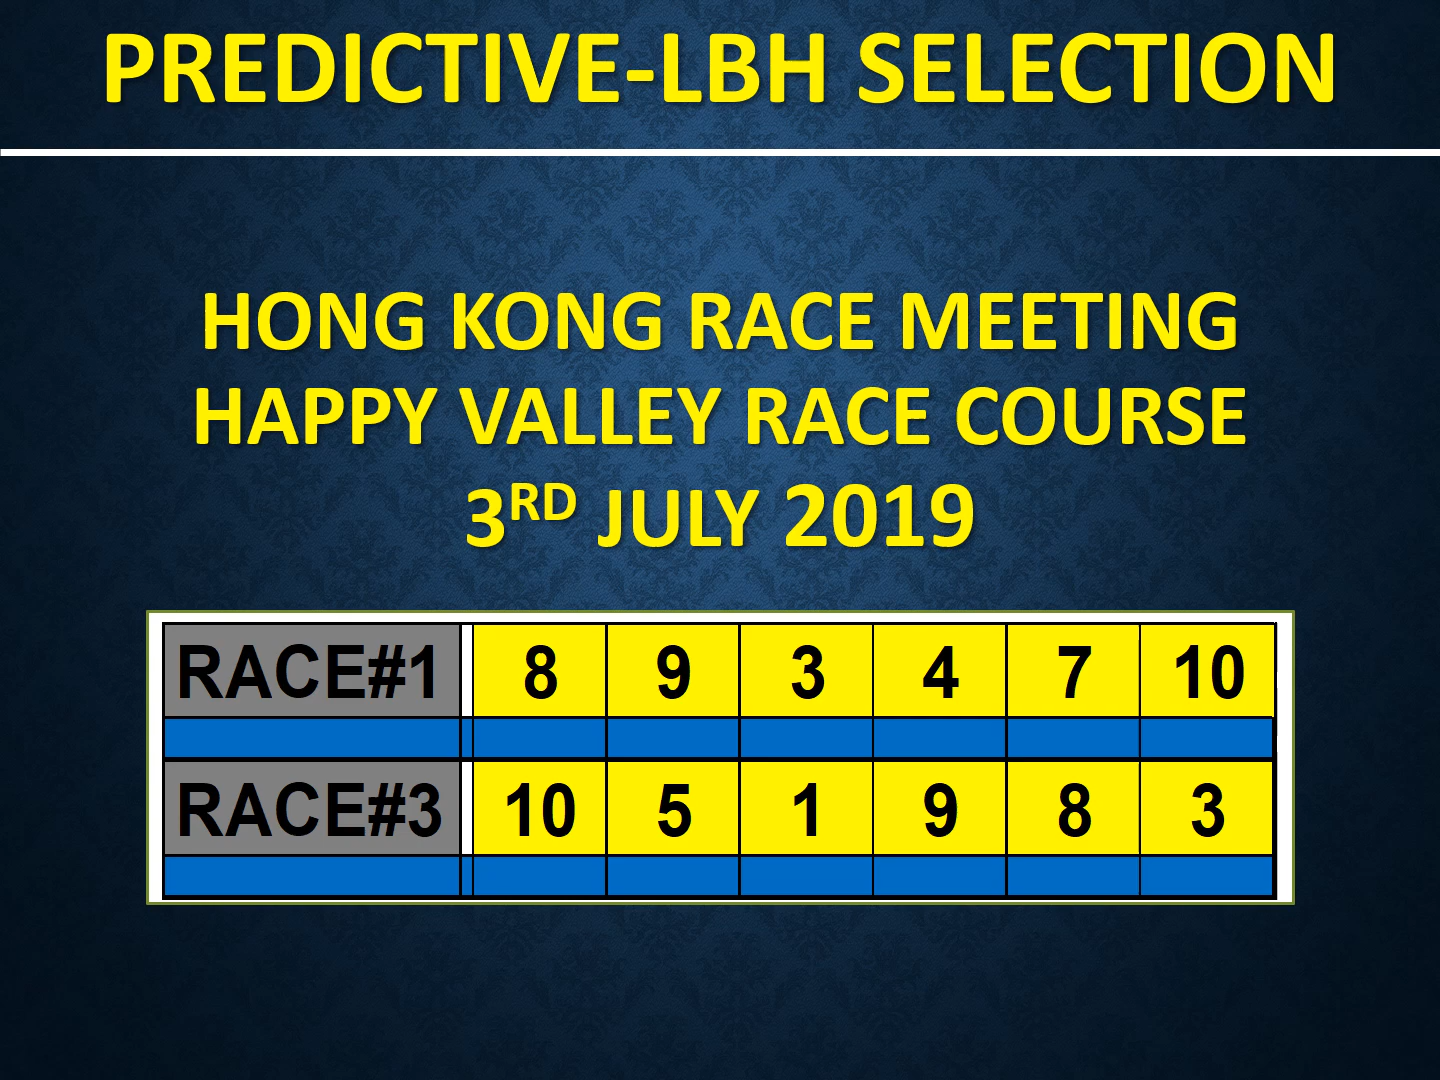 PREDICTIVE-LBH SELECTION
HONG KONG RACE MEETING
HAPPY VALLEY RACE COURSE
3RD JULY 2019
RACE#1 8 9 3 4 7 10
RACE#3 10 5 1 9 8 3